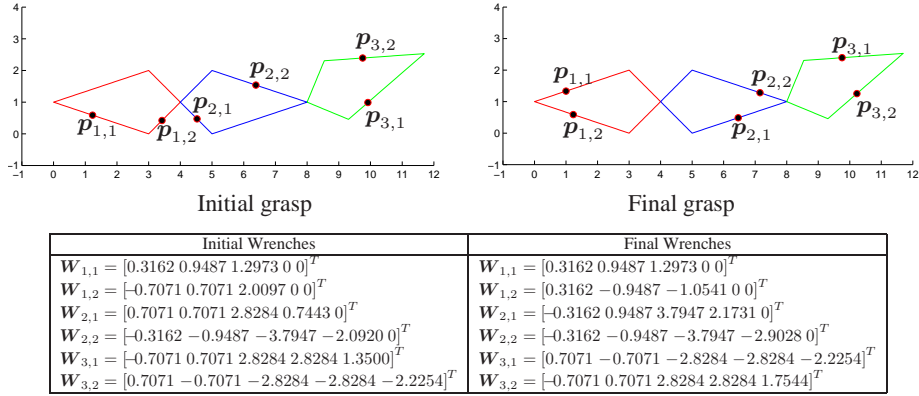 4
3
2
1
0
−1
−1 0 1 2 3 4 5 6 7 8 9 10 11 12
p1,1
p1,2
p2,1
p2,2
p3,1
p3,2
Initial grasp
4
3
2
1
0
−1
−1 0 1 2 3 4 5 6 7 8 9 10 11 12
p1,1
p1,2
p2,1
p2,2
p3,1
p3,2
Final grasp
Initial Wrenches
W1,1 = [0.3162 0.9487 1.2973 0 0]^T
W1,2 = [−0.7071 0.7071 2.0097 0 0]^T
W2,1 = [0.7071 0.7071 2.8284 0.7443 0]^T
W2,2 = [−0.3162 −0.9487 −3.7947 −2.0920 0]^T
W3,1 = [−0.7071 0.7071 2.8284 2.8284 1.3500]^T
W3,2 = [0.7071 −0.7071 −2.8284 −2.8284 −2.2254]^T
Final Wrenches
W1,1 = [0.3162 0.9487 1.2973 0 0]^T
W1,2 = [0.3162 −0.9487 −1.0541 0 0]^T
W2,1 = [−0.3162 0.9487 3.7947 2.1731 0]^T
W2,2 = [−0.3162 −0.9487 −3.7947 −2.9028 0]^T
W3,1 = [0.7071 −0.7071 −2.8284 −2.8284 −2.2254]^T
W3,2 = [−0.7071 0.7071 2.8284 2.8284 1.7544]^T